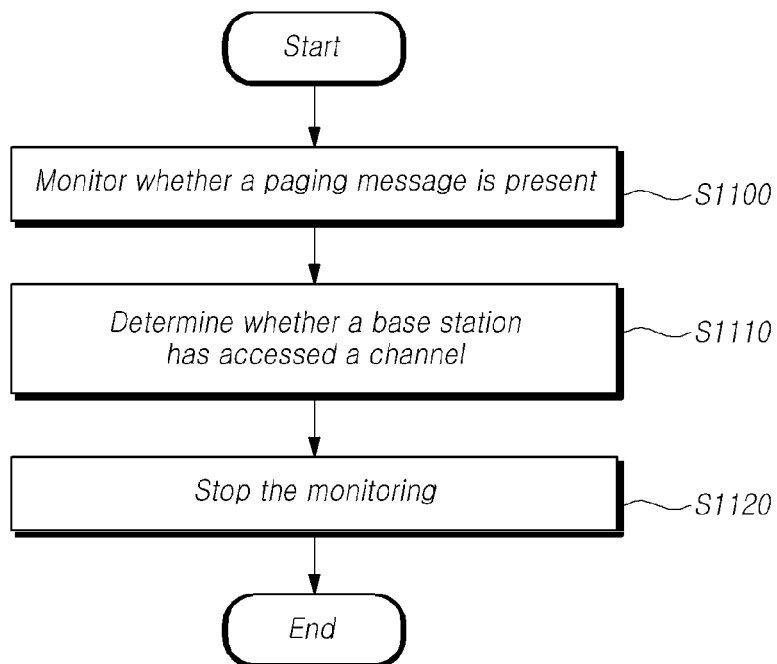 Start
Monitor whether a paging message is present
S1100
Determine whether a base station
has accessed a channel
S1110
Stop the monitoring
S1120
End